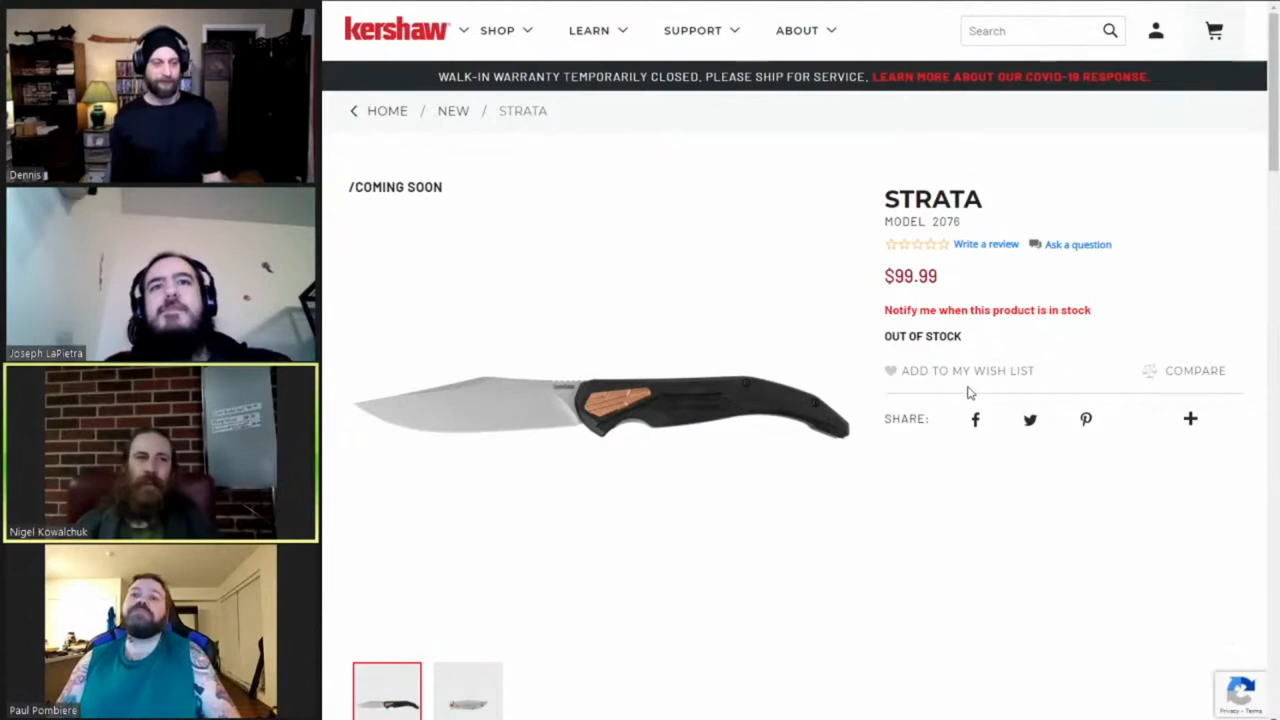 Dennis
Joseph LaPietra
Nigel Kowalchuk
Paul Pombiere
kershaw
SHOP
LEARN
SUPPORT
ABOUT
Search
WALK-IN WARRANTY TEMPORARILY CLOSED, PLEASE SHIP FOR SERVICE, LEARN MORE ABOUT OUR COVID-19 RESPONSE.
HOME / NEW / STRATA
/COMING SOON
STRATA
MODEL 2076
Write a review
Ask a question
$99.99
Notify me when this product is in stock
OUT OF STOCK
ADD TO MY WISH LIST
COMPARE
SHARE:
Privacy - Terms